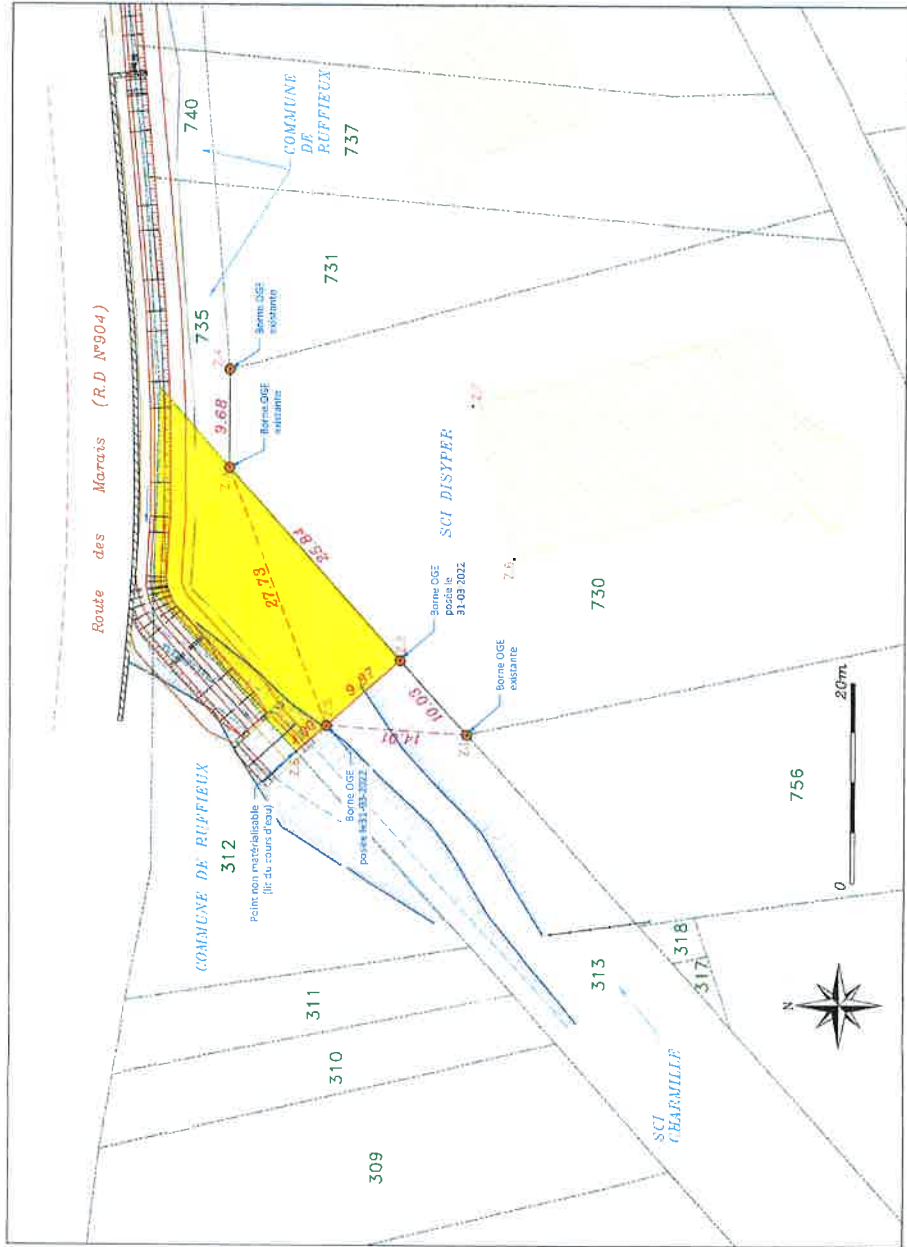 Route des Marais (R.D N°904)
740
COMMUNE
DE
RUFFIEUX
737
735
731
Borne OGE
existante
9.68
Borne OGE
existante
25.84
27.73
SCI DISYPER
Z.6
730
Borne OGE
posée le
31-03-2022
9.87
10.03
14.01
Borne OGE
existante
Borne OGE
posée le 31-03-2022
COMMUNE DE RUFFIEUX
312
Point non matérialisable
(lit du cours d'eau)
756
0
20m
311
310
309
313
318
317
N
SCI
CHARMILLE